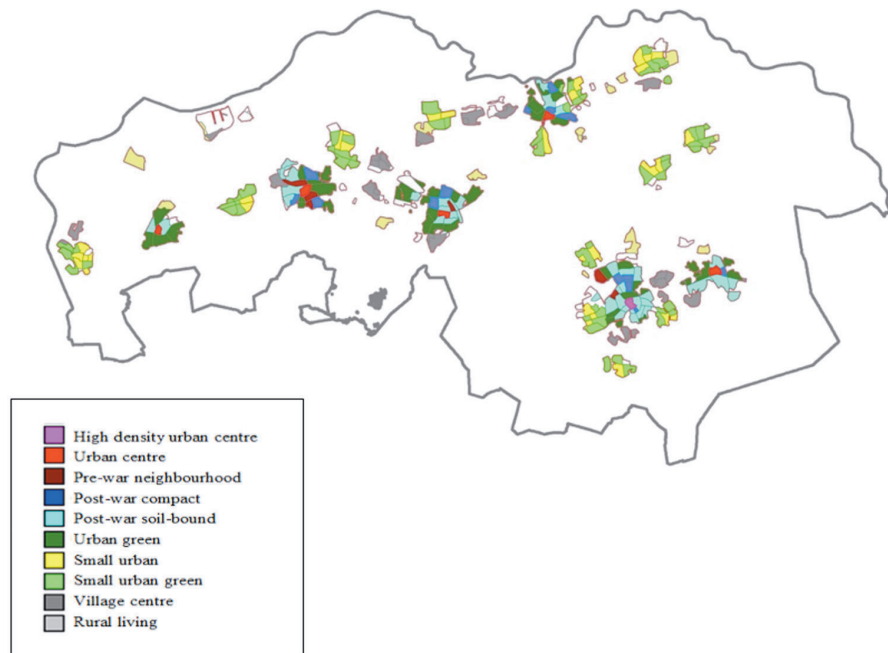 TF
High density urban centre
Urban centre
Pre-war neighbourhood
Post-war compact
Post-war soil-bound
Urban green
Small urban
Small urban green
Village centre
Rural living